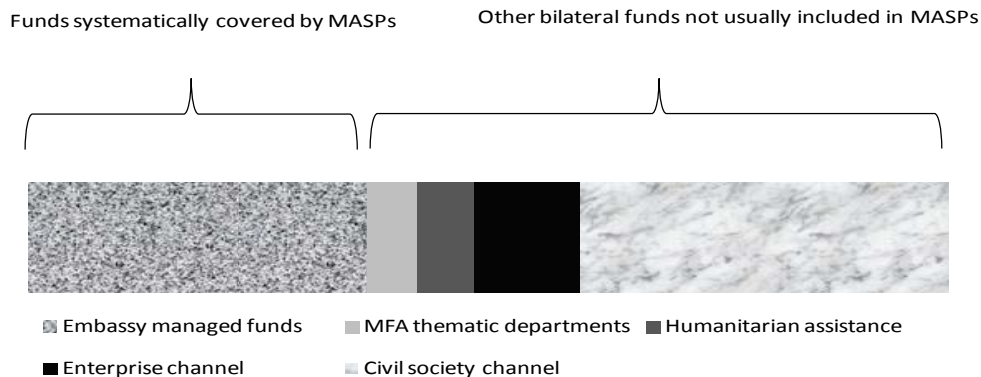 Funds systematically covered by MASPs
Other bilateral funds not usually included in MASPs
Embassy managed funds
MFA thematic departments
Humanitarian assistance
Enterprise channel
Civil society channel